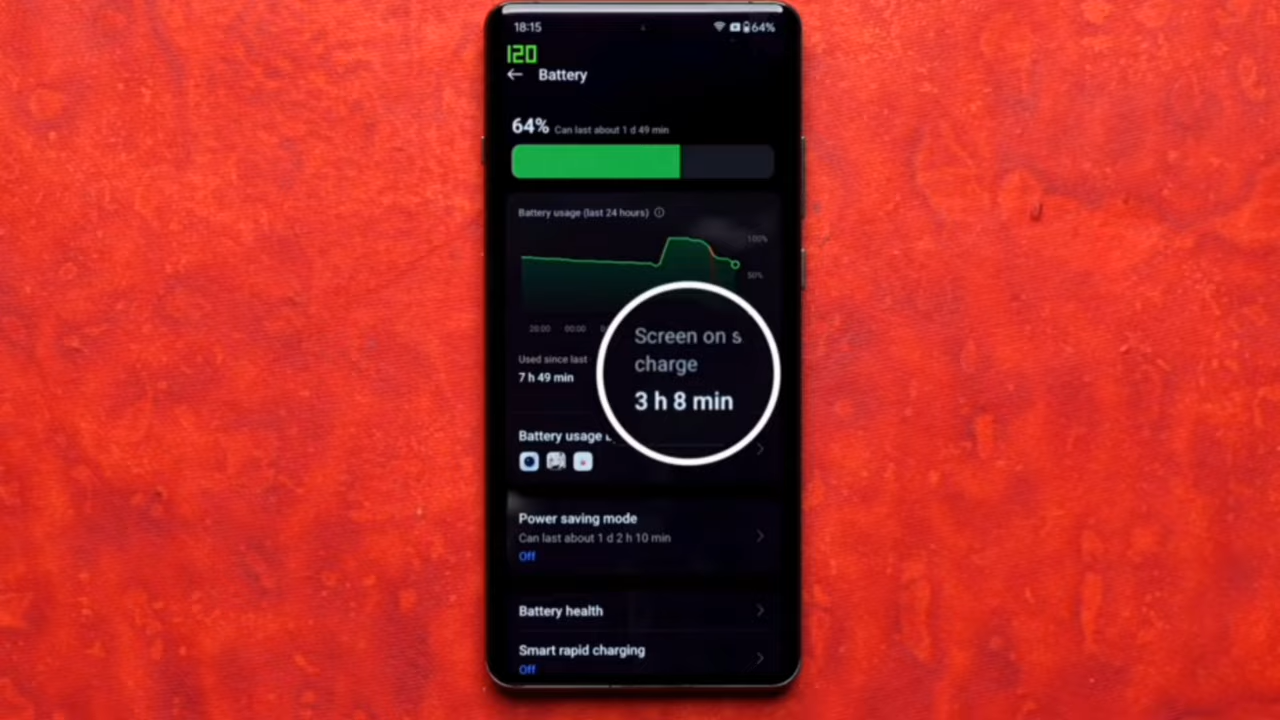 18:15 64%
120
Battery
64% Can last about 1 d 49 min
Battery usage (last 24 hours)
100%
50%
20:00 00:00
Screen on s
charge
3 h 8 min
Used since last
7 h 49 min
Battery usage
Power saving mode
Can last about 1 d 2 h 10 min
Off
Battery health
Smart rapid charging
Off